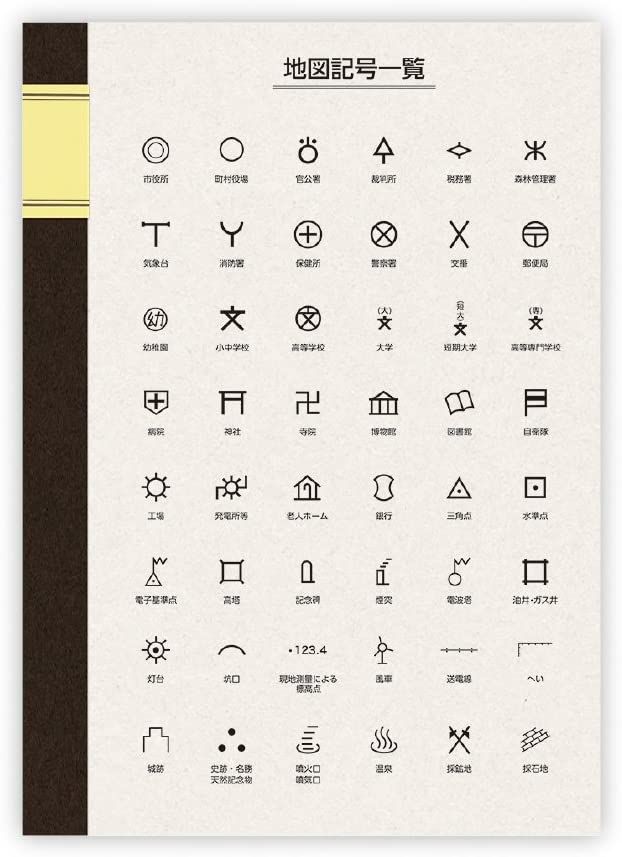 地図記号一覧
市役所 町村役場 官公署 裁判所 税務署 森林管理署
気象台 消防署 保健所 警察署 交番 郵便局
幼
文
文
(大)
文
(短大)
文
(専)
文
幼稚園 小中学校 高等学校 大学 短期大学 高等専門学校
病院 神社 寺院 博物館 図書館 自衛隊
工場 発電所等 老人ホーム 銀行 三角点 水準点
電子基準点 高塔 記念碑 煙突 電波塔 油井・ガス井
・123.4
灯台 坑口 現地測量による 風車 送電線 へい
標高点
城跡 史跡・名勝 噴火口 温泉 採鉱地 採石地
天然記念物 噴気口